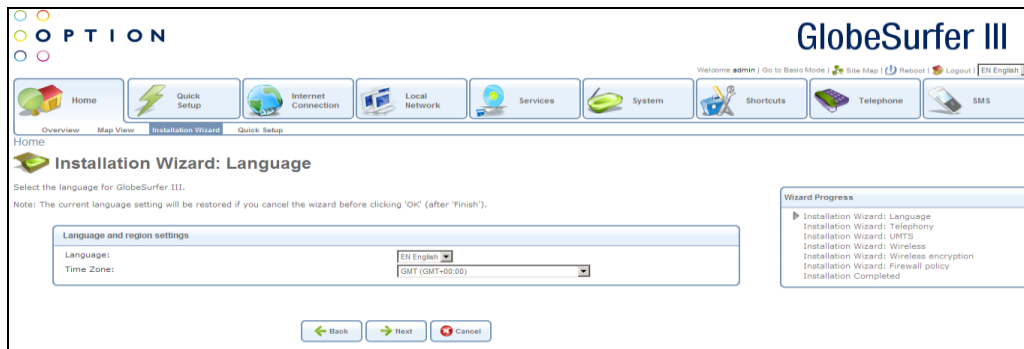 OPTION
GlobeSurfer III
Welcome admin | Go to Basic Mode | Site Map | Reboot | Logout | EN English
Home
Quick Setup
Internet Connection
Local Network
Services
System
Shortcuts
Telephone
SMS
Overview Map View Installation Wizard Quick Setup
Home
Installation Wizard: Language
Select the language for GlobeSurfer III.
Note: The current language setting will be restored if you cancel the wizard before clicking 'OK' (after 'Finish').
Language and region settings
Language: EN English
Time Zone: GMT (GMT+00:00)
Wizard Progress
Installation Wizard: Language
Installation Wizard: Telephony
Installation Wizard: UMTS
Installation Wizard: Wireless
Installation Wizard: Wireless encryption
Installation Wizard: Firewall policy
Installation Completed
Back Next Cancel